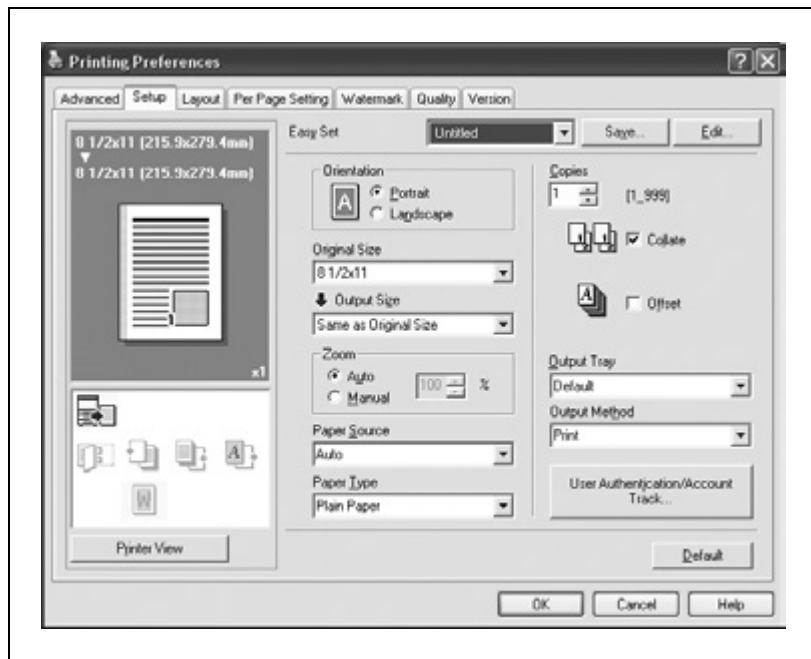 Printing Preferences
Advanced Setup Layout Per Page Setting Watermark Quality Version
8 1/2x11 (215.9x279.4mm)
8 1/2x11 (215.9x279.4mm)
x1
Printer View
Easy Set Untitled Save... Edit...
Orientation
A
Portrait
Landscape
Original Size
8 1/2x11
Output Size
Same as Original Size
Zoom
Auto
Manual
100 %
Paper Source
Auto
Paper Type
Plain Paper
Copies
1 (1_999)
Collate
A
Offset
Output Tray
Default
Output Method
Print
User Authentication/Account
Track...
Default
OK Cancel Help
A
W